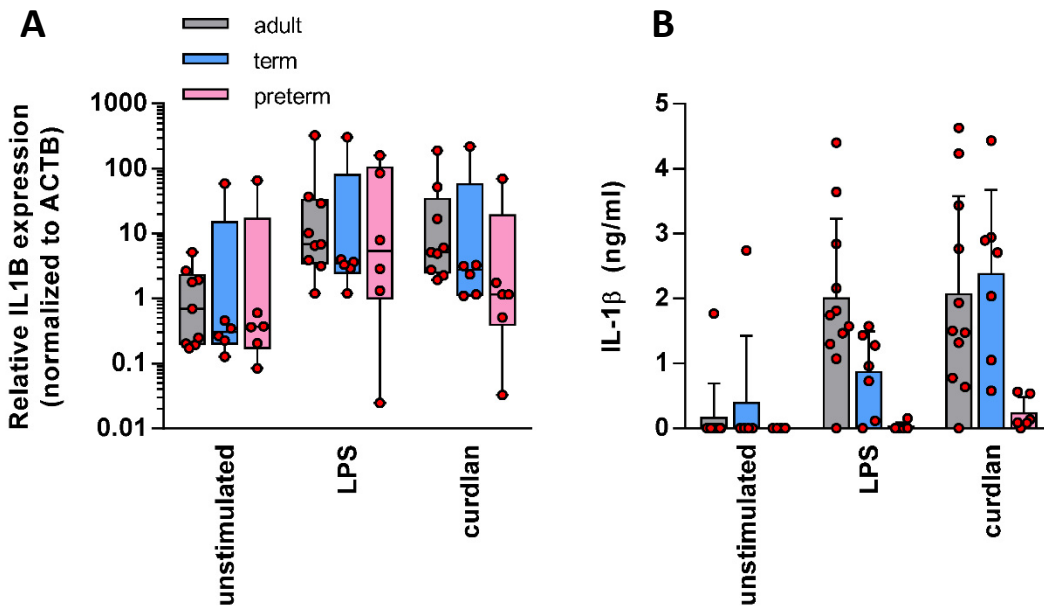 A
adult
term
preterm
Relative IL1B expression
(normalized to ACTB)
1000
100
10
1
0.1
0.01
unstimulated
LPS
curdlan
B
IL-1β (ng/ml)
5
4
3
2
1
0
unstimulated
LPS
curdlan